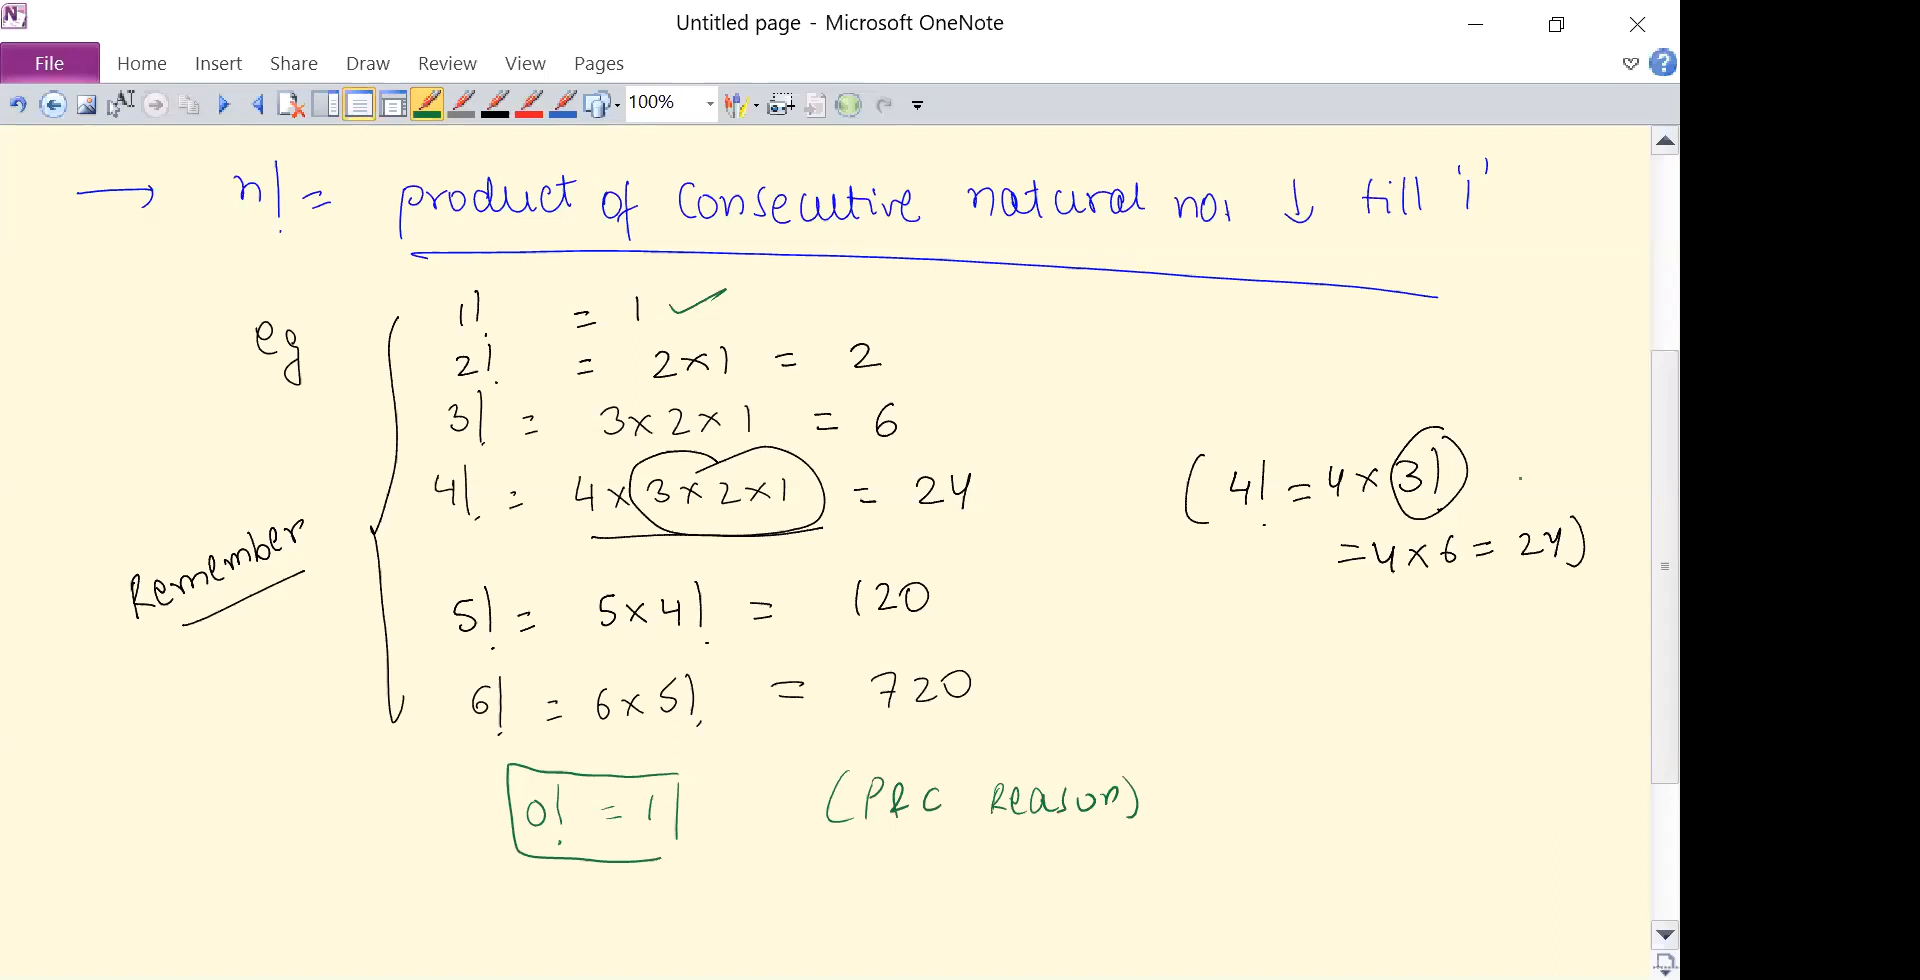 Untitled page - Microsoft OneNote
File Home Insert Share Draw Review View Pages
100%
→ n! = product of consecutive natural no. ↓ till '1'
eg
1! = 1 ✓
2! = 2×1 = 2
3! = 3×2×1 = 6
4! = 4×3×2×1 = 24
(4! = 4×3!
= 4×6 = 24)
Remember
5! = 5×4! = 120
6! = 6×5! = 720
0! = 1 (P&C Reason)